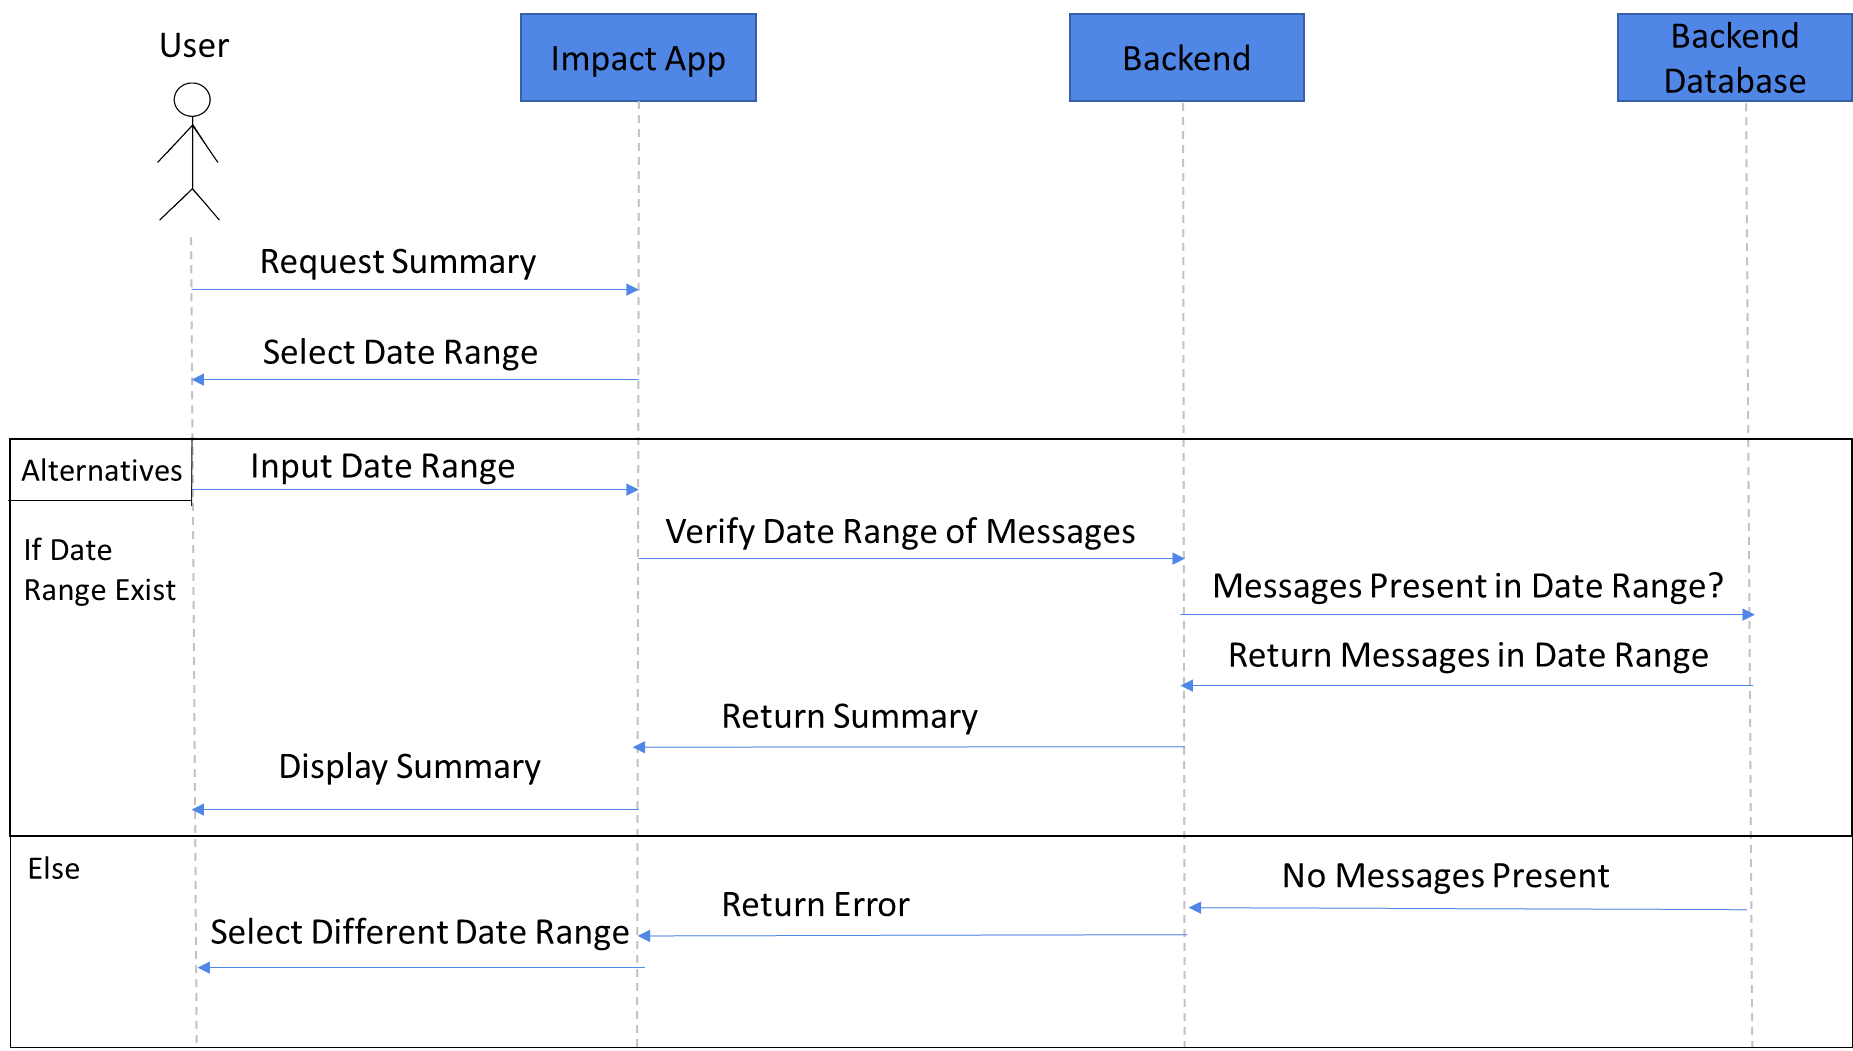 User
Impact App
Backend
Backend
Database
Request Summary
Select Date Range
Alternatives
Input Date Range
If Date
Range Exist
Verify Date Range of Messages
Messages Present in Date Range?
Return Messages in Date Range
Return Summary
Display Summary
Else
No Messages Present
Return Error
Select Different Date Range